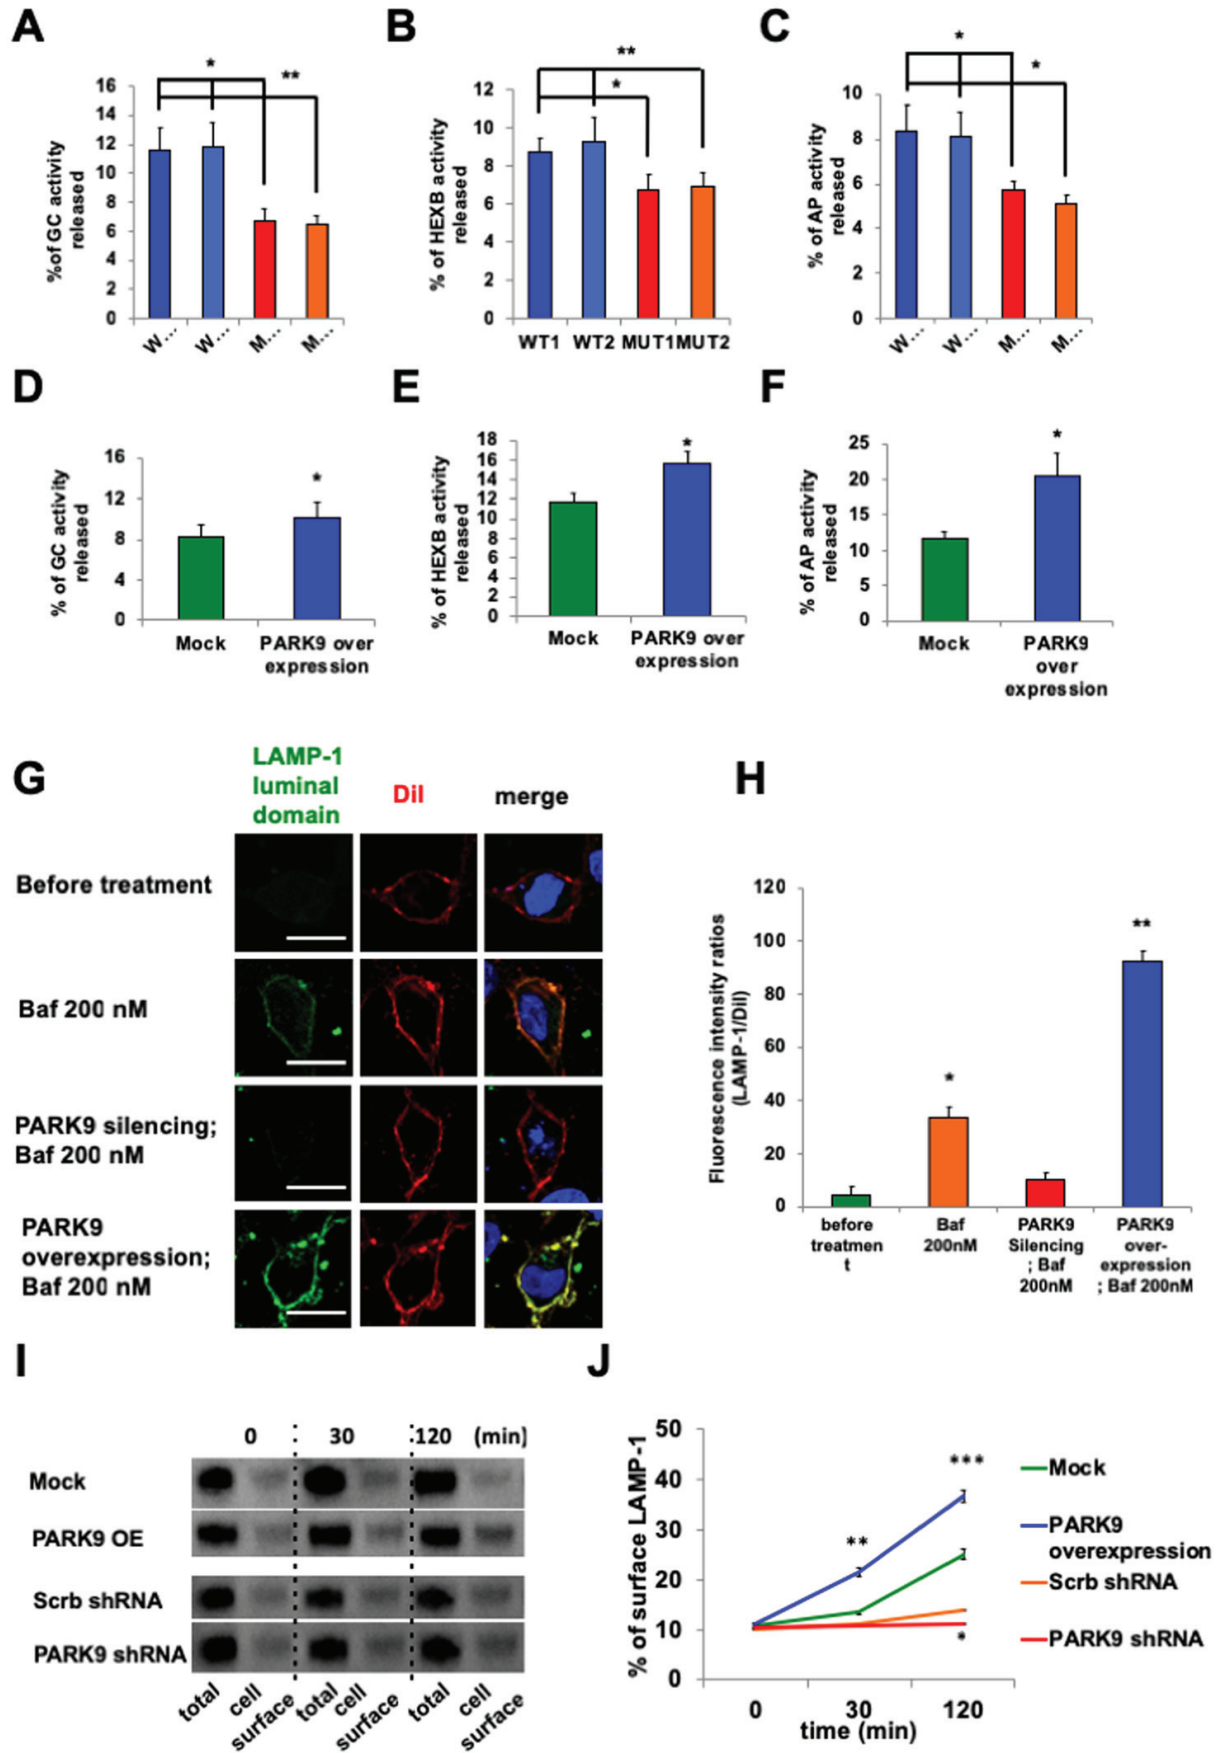 A
B
C
%of GC activity
released
16
14
12
10
8
6
4
2
0
*
**
W...
W...
M...
M...
% of HEXB activity
released
12
10
8
6
4
2
0
**
*
WT1
WT2
MUT1
MUT2
% of AP activity
released
10
8
6
4
2
0
*
*
W...
W...
M...
M...
D
E
F
% of GC activity
released
16
12
8
4
0
*
Mock
PARK9 over
expression
% of HEXB activity
released
18
16
14
12
10
8
6
4
2
0
*
Mock
PARK9 over
expression
% of AP activity
released
25
20
15
10
5
0
*
Mock
PARK9
over
expression
G
LAMP-1
luminal
domain
DiI
merge
Before treatment
Baf 200 nM
PARK9 silencing;
Baf 200 nM
PARK9
overexpression;
Baf 200 nM
H
Fluorescence intensity ratios
(LAMP-1/DiI)
120
100
80
60
40
20
0
*
**
before
treatmen
t
Baf
200nM
PARK9
Silencing
; Baf
200nM
PARK9
over-
expression
; Baf 200nM
I
0
30
120
(min)
Mock
PARK9 OE
Scrb shRNA
PARK9 shRNA
total
cell
surface
total
cell
surface
total
cell
surface
J
% of surface LAMP-1
50
40
30
20
10
0
**
***
*
0
30
120
time (min)
Mock
PARK9
overexpression
Scrb shRNA
PARK9 shRNA